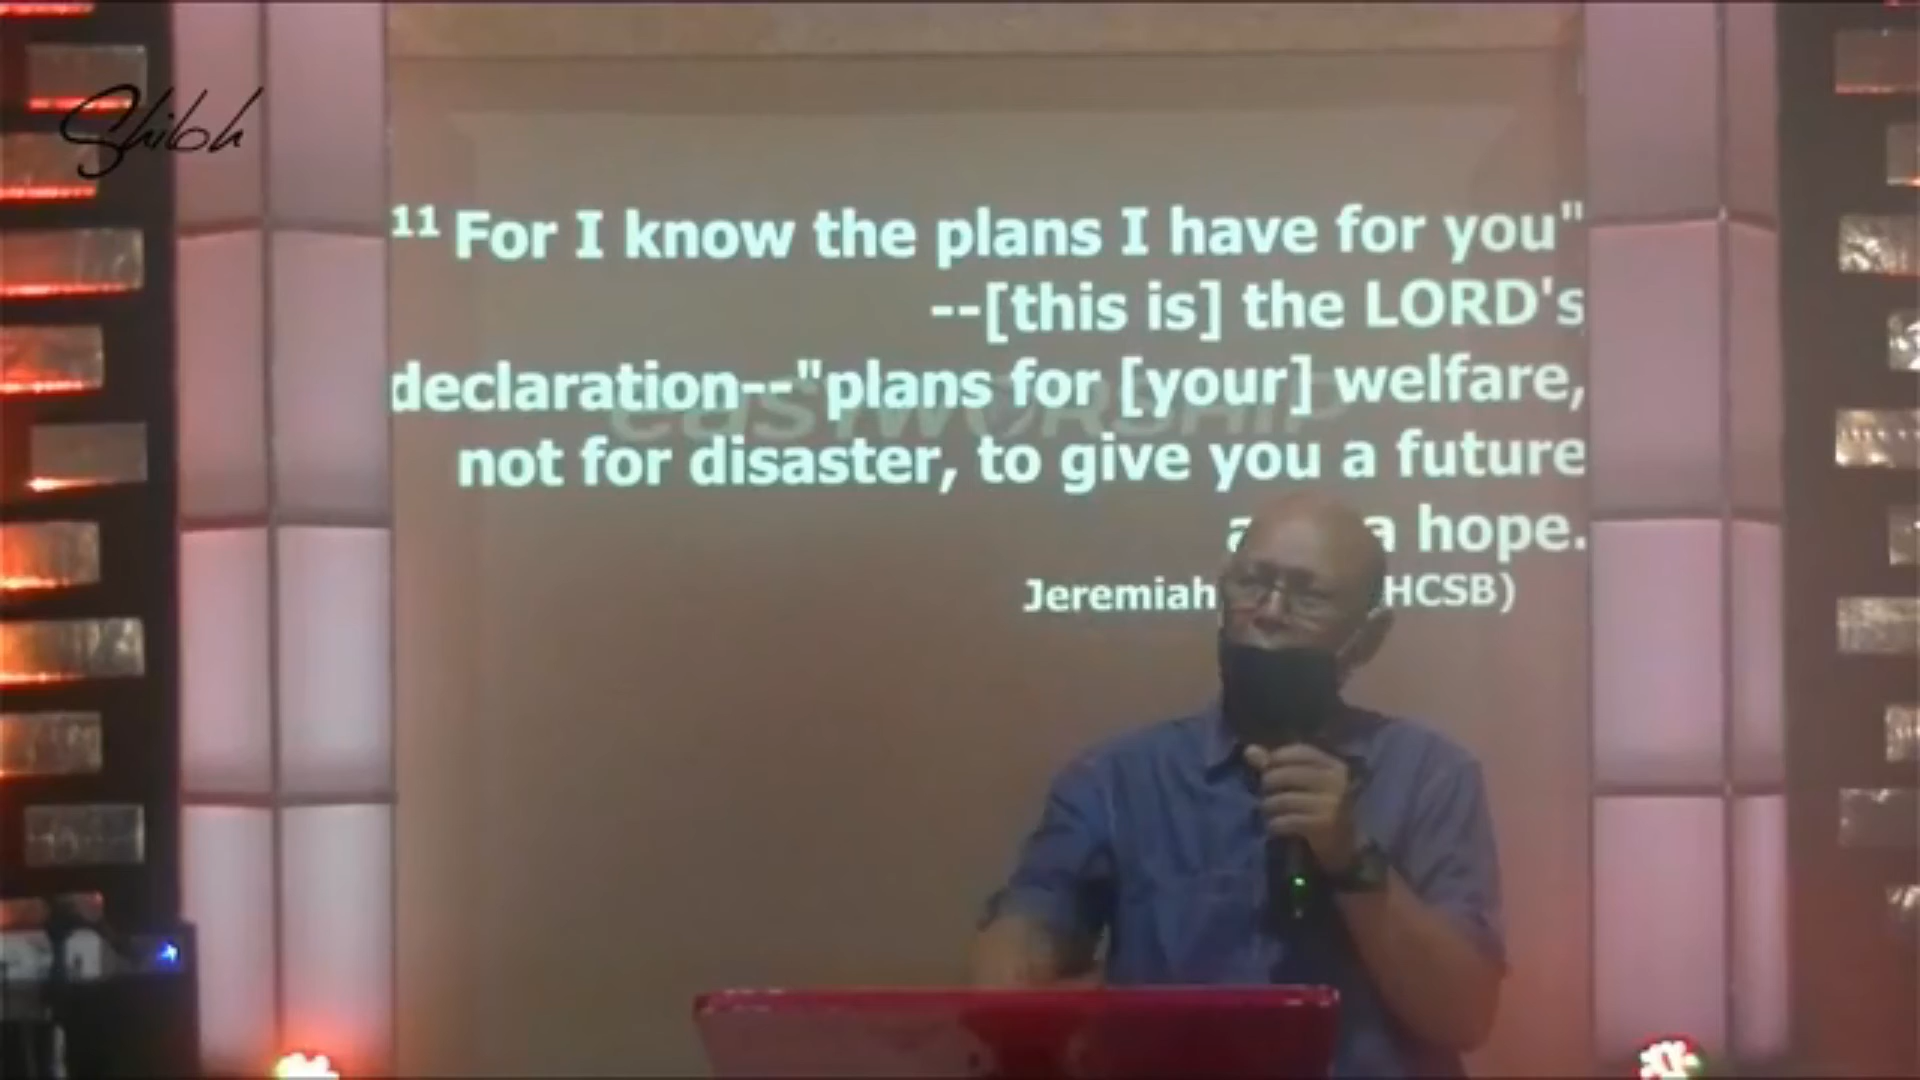 Shiloh
11 For I know the plans I have for you"
--[this is] the LORD's
declaration--"plans for [your] welfare,
not for disaster, to give you a future
a hope.
Jeremiah HCSB)
easyWORSHIP